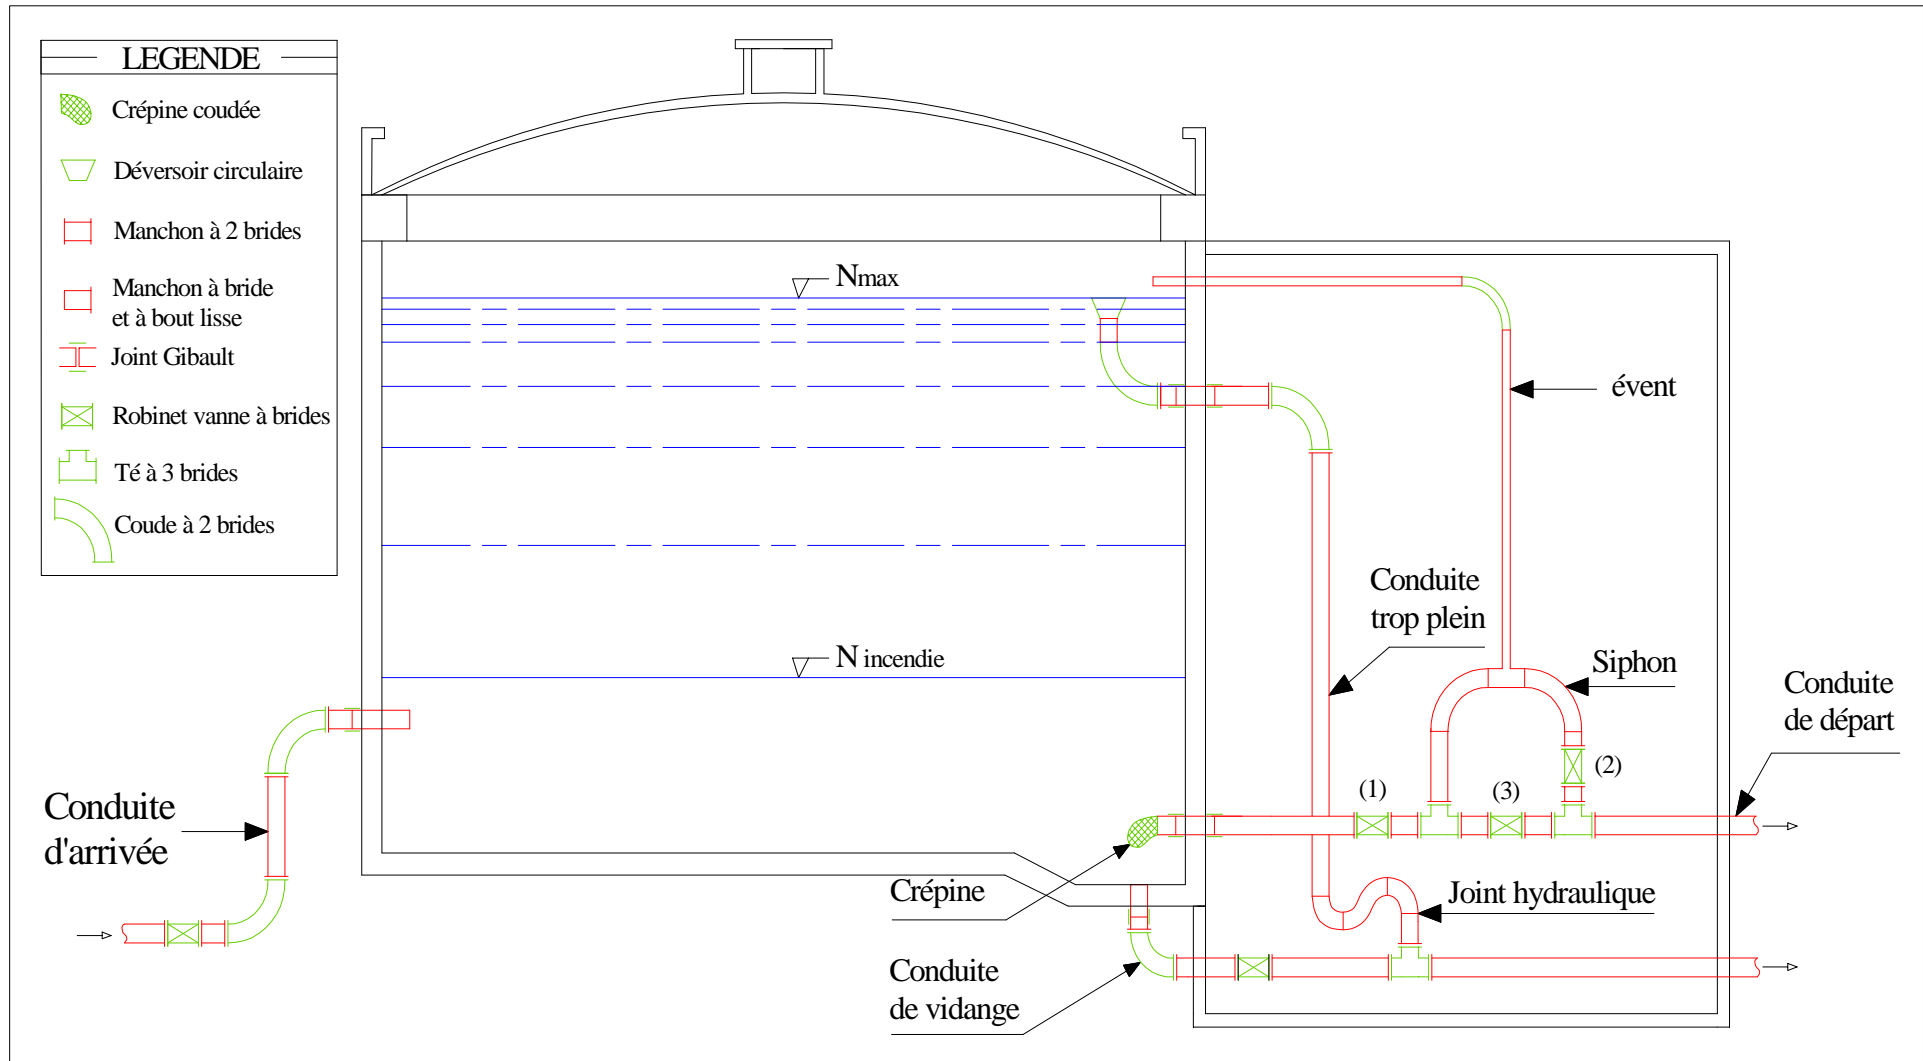 LEGENDE
Crépine coudée
Déversoir circulaire
Manchon à 2 brides
Manchon à bride
et à bout lisse
Joint Gibault
Robinet vanne à brides
Té à 3 brides
Coude à 2 brides
Nmax
N incendie
évent
Conduite
trop plein
Siphon
Conduite
de départ
(1)
(3)
(2)
Conduite
d'arrivée
Crépine
Joint hydraulique
Conduite
de vidange